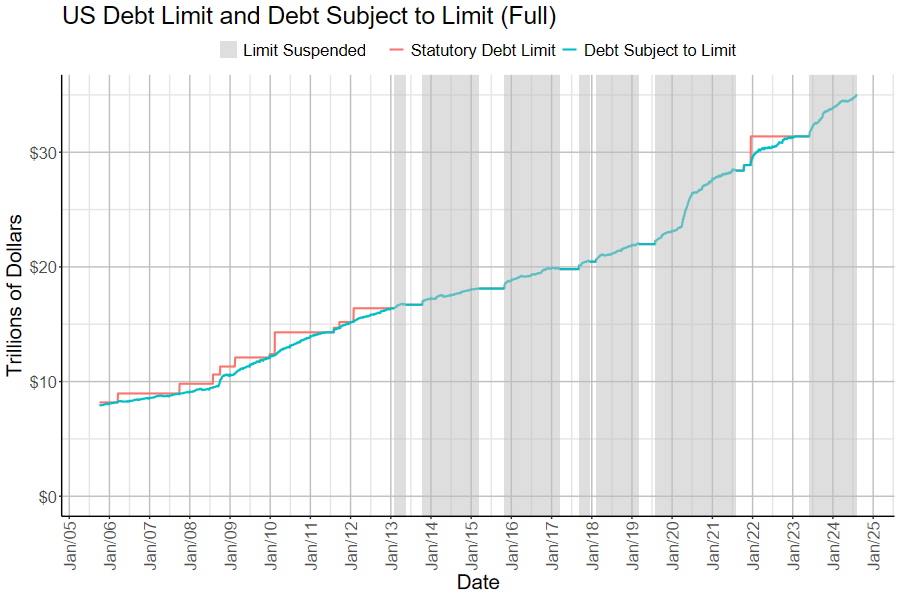 US Debt Limit and Debt Subject to Limit (Full)
Limit Suspended Statutory Debt Limit Debt Subject to Limit
Trillions of Dollars
$30
$20
$10
$0
Jan/05 Jan/06 Jan/07 Jan/08 Jan/09 Jan/10 Jan/11 Jan/12 Jan/13 Jan/14 Jan/15 Jan/16 Jan/17 Jan/18 Jan/19 Jan/20 Jan/21 Jan/22 Jan/23 Jan/24 Jan/25
Date